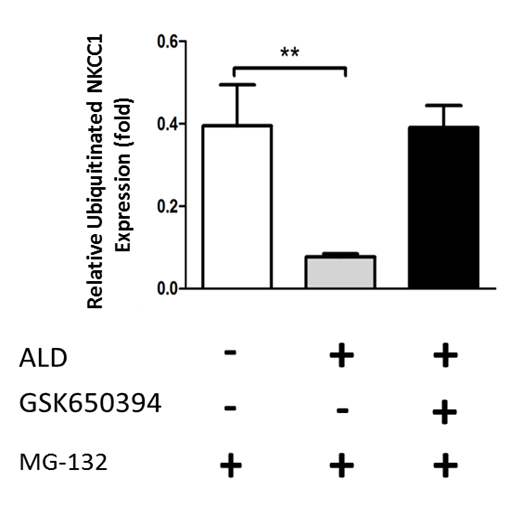 Relative Ubiquitinated NKCC1
Expression (fold)
0.6
**
0.4
0.2
0.0
ALD - + +
GSK650394 - - +
MG-132 + + +